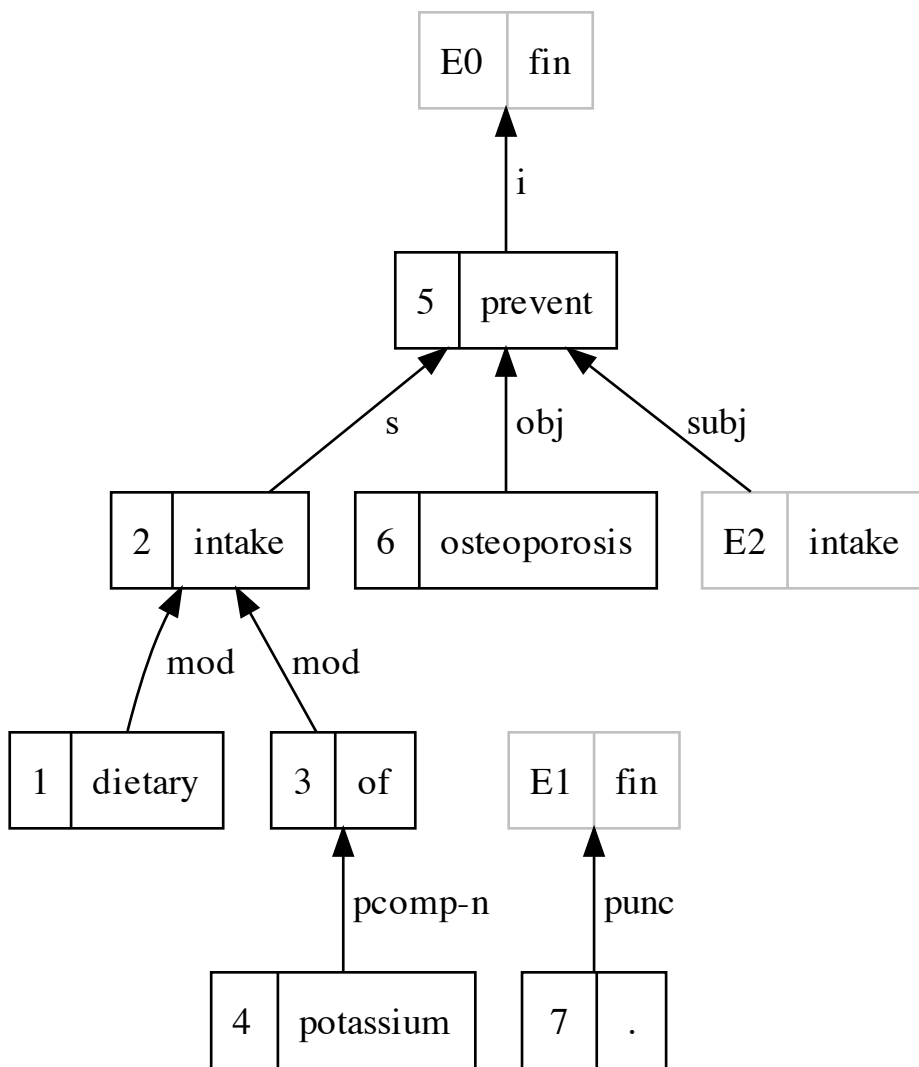 E0 fin
i
5 prevent
s obj subj
2 intake 6 osteoporosis E2 intake
mod mod
1 dietary 3 of E1 fin
pcomp-n punc
4 potassium 7 .